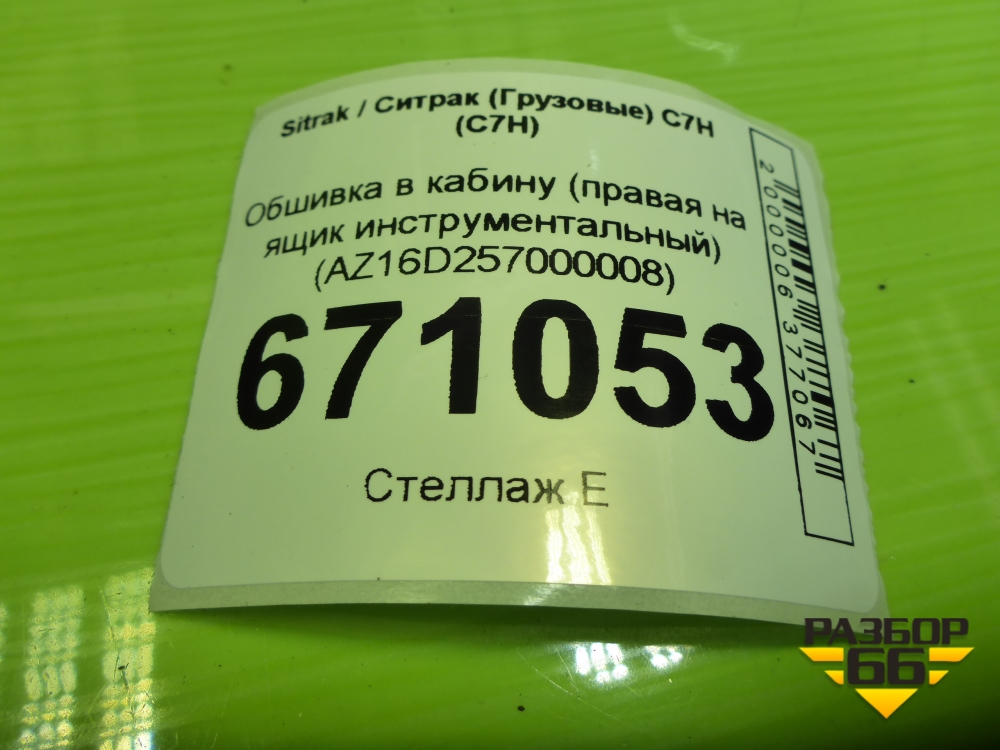 Sitrak / Ситрак (Грузовые) C7H
(C7H)
Обшивка в кабину (правая на
ящик инструментальный)
(AZ16D257000008)
671053
Стеллаж E
2000006377067
РАЗБОР
66